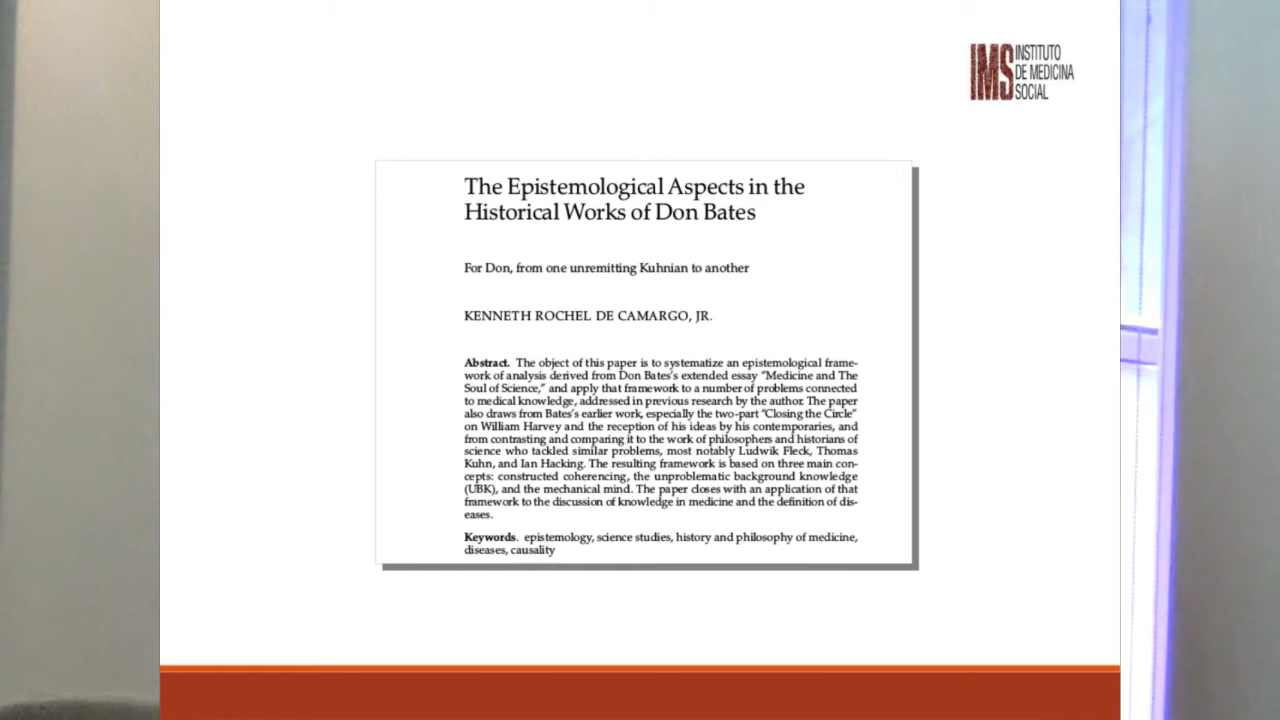 IMS INSTITUTO
DE MEDICINA
SOCIAL
The Epistemological Aspects in the
Historical Works of Don Bates
For Don, from one unremitting Kuhnian to another
KENNETH ROCHEL DE CAMARGO, JR.
Abstract. The object of this paper is to systematize an epistemological frame-
work of analysis derived from Don Bates's extended essay “Medicine and The
Soul of Science,” and apply that framework to a number of problems connected
to medical knowledge, addressed in previous research by the author. The paper
also draws from Bates's earlier work, especially the two-part “Closing the Circle”
on William Harvey and the reception of his ideas by his contemporaries, and
from contrasting and comparing it to the work of philosophers and historians of
science who tackled similar problems, most notably Ludwik Fleck, Thomas
Kuhn, and Ian Hacking. The resulting framework is based on three main con-
cepts: constructed coherencing, the unproblematic background knowledge
(UBK), and the mechanical mind. The paper closes with an application of that
framework to the discussion of knowledge in medicine and the definition of dis-
eases.
Keywords. epistemology, science studies, history and philosophy of medicine,
diseases, causality